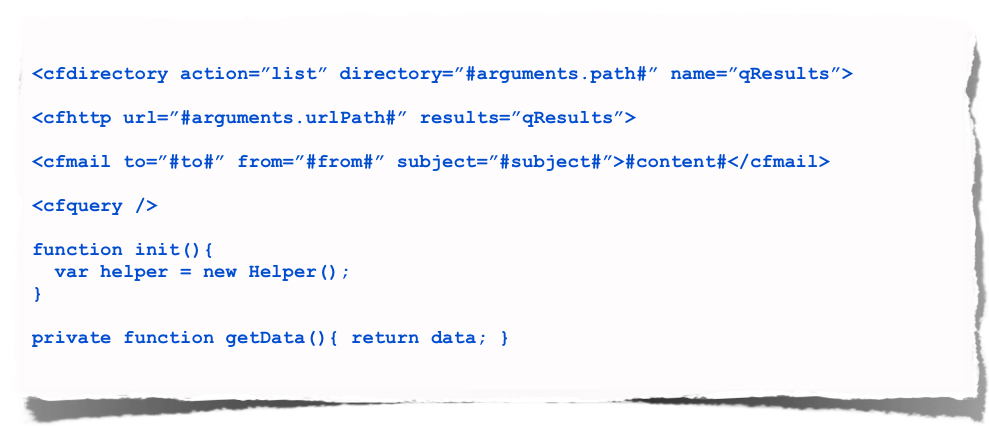 <cfdirectory action=”list” directory=”#arguments.path#” name=”qResults”>
<cfhttp url=”#arguments.urlPath#” results=”qResults”>
<cfmail to=”#to#” from=”#from#” subject=”#subject#”>#content#</cfmail>
<cfquery />
function init(){
  var helper = new Helper();
}
private function getData(){ return data; }